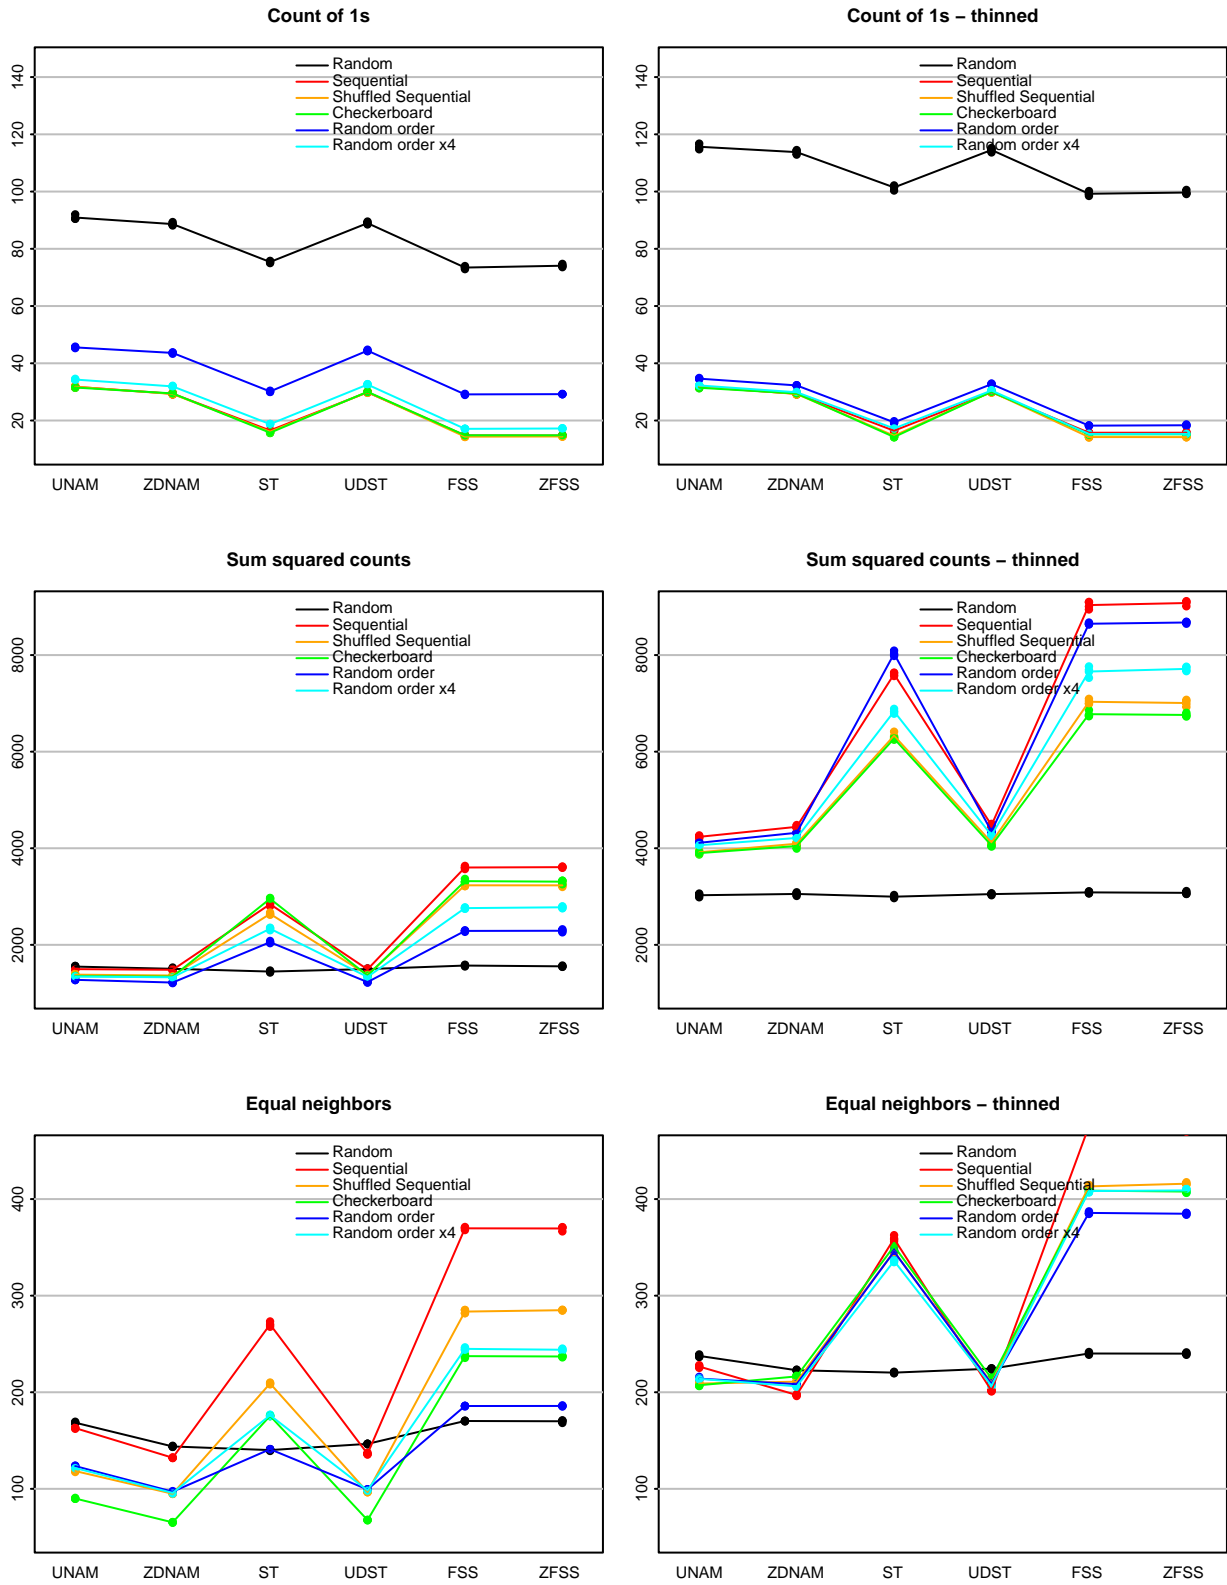 Count of 1s
Random
Sequential
Shuffled Sequential
Checkerboard
Random order
Random order x4
20
40
60
80
100
120
140
UNAM ZDNAM ST UDST FSS ZFSS
Count of 1s – thinned
Random
Sequential
Shuffled Sequential
Checkerboard
Random order
Random order x4
20
40
60
80
100
120
140
UNAM ZDNAM ST UDST FSS ZFSS
Sum squared counts
Random
Sequential
Shuffled Sequential
Checkerboard
Random order
Random order x4
2000
4000
6000
8000
UNAM ZDNAM ST UDST FSS ZFSS
Sum squared counts – thinned
Random
Sequential
Shuffled Sequential
Checkerboard
Random order
Random order x4
2000
4000
6000
8000
UNAM ZDNAM ST UDST FSS ZFSS
Equal neighbors
Random
Sequential
Shuffled Sequential
Checkerboard
Random order
Random order x4
100
200
300
400
UNAM ZDNAM ST UDST FSS ZFSS
Equal neighbors – thinned
Random
Sequential
Shuffled Sequential
Checkerboard
Random order
Random order x4
100
200
300
400
UNAM ZDNAM ST UDST FSS ZFSS